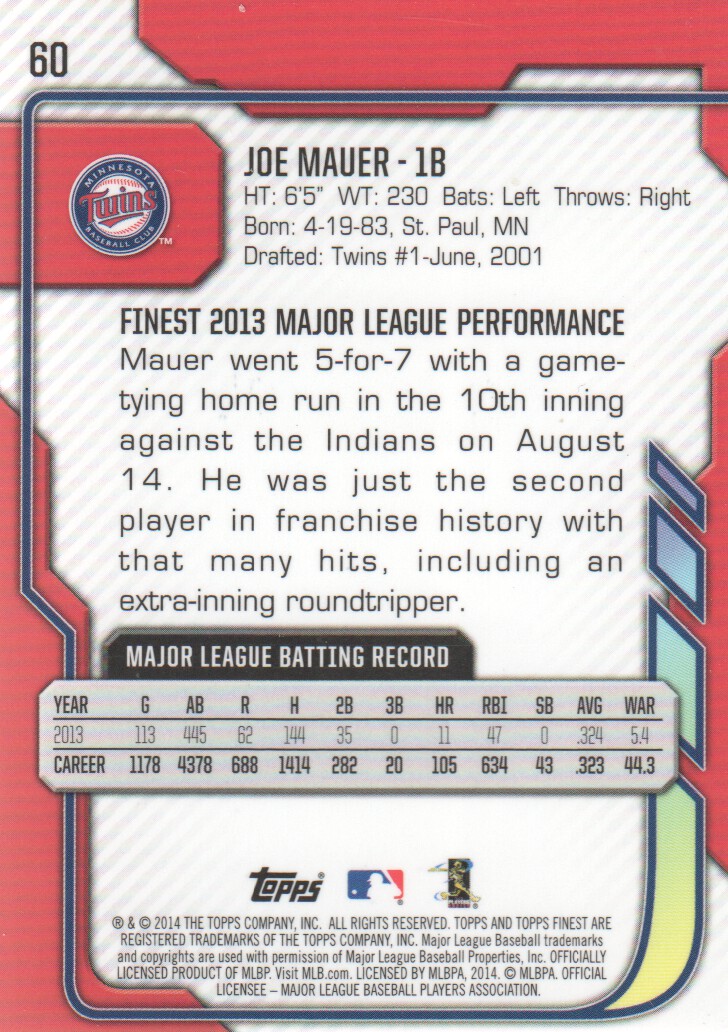 60
MINNESOTA
Twins
BASEBALL CLUB
TM
JOE MAUER - 1B
HT: 6'5" WT: 230 Bats: Left Throws: Right
Born: 4-19-83, St. Paul, MN
Drafted: Twins #1-June, 2001
FINEST 2013 MAJOR LEAGUE PERFORMANCE
Mauer went 5-for-7 with a game-
tying home run in the 10th inning
against the Indians on August
14. He was just the second
player in franchise history with
that many hits, including an
extra-inning roundtripper.
MAJOR LEAGUE BATTING RECORD
YEAR G AB R H 2B 3B HR RBI SB AVG WAR
2013 113 445 62 144 35 0 11 47 0 .324 5.4
CAREER 1178 4378 688 1414 282 20 105 634 43 .323 44.3
Topps
® & © 2014 THE TOPPS COMPANY, INC. ALL RIGHTS RESERVED. TOPPS AND TOPPS FINEST ARE
REGISTERED TRADEMARKS OF THE TOPPS COMPANY, INC. Major League Baseball trademarks
and copyrights are used with permission of Major League Baseball Properties, Inc. OFFICIALLY
LICENSED PRODUCT OF MLBP. Visit MLB.com. LICENSED BY MLBPA, 2014. © MLBPA. OFFICIAL
LICENSEE – MAJOR LEAGUE BASEBALL PLAYERS ASSOCIATION.